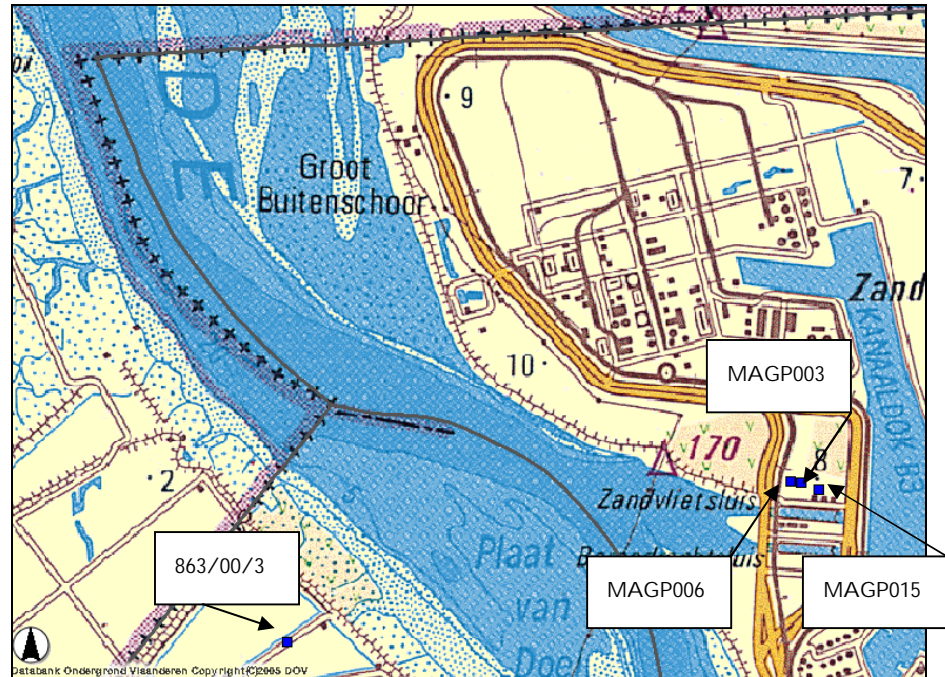 DE
9
Groot
Buitenschoor
7
Zand
KANAALDOK B3
MAGP003
10
170
8
2
Zandvlietsluis
863/00/3
Plaat
van
Doel
MAGP006
MAGP015
Databank Ondergrond Vlaanderen Copyright(C)2005 DOV